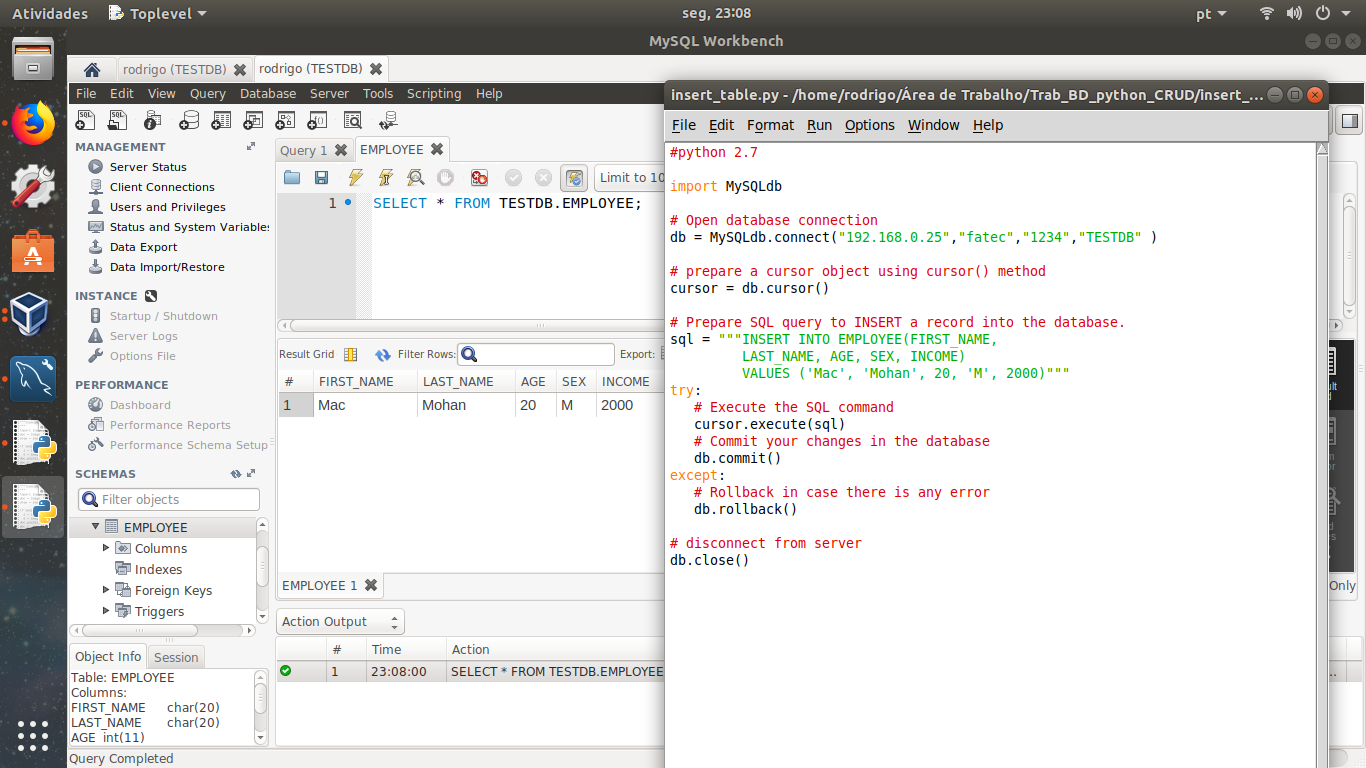 Atividades Toplevel seg, 23:08 pt
MySQL Workbench
rodrigo (TESTDB) rodrigo (TESTDB)
File Edit View Query Database Server Tools Scripting Help
MANAGEMENT
Server Status
Client Connections
Users and Privileges
Status and System Variables
Data Export
Data Import/Restore
INSTANCE
Startup / Shutdown
Server Logs
Options File
PERFORMANCE
Dashboard
Performance Reports
Performance Schema Setup
SCHEMAS
Filter objects
EMPLOYEE
Columns
Indexes
Foreign Keys
Triggers
Object Info Session
Table: EMPLOYEE
Columns:
FIRST_NAME char(20)
LAST_NAME char(20)
AGE int(11)
Query Completed
Query 1 EMPLOYEE
Limit to 10
1 SELECT * FROM TESTDB.EMPLOYEE;
Result Grid Filter Rows: Export:
# FIRST_NAME LAST_NAME AGE SEX INCOME
1 Mac Mohan 20 M 2000
EMPLOYEE 1
Only
Action Output
# Time Action
1 23:08:00 SELECT * FROM TESTDB.EMPLOYEE
insert_table.py - /home/rodrigo/Área de Trabalho/Trab_BD_python_CRUD/insert_...
File Edit Format Run Options Window Help
#python 2.7
import MySQLdb
# Open database connection
db = MySQLdb.connect("192.168.0.25","fatec","1234","TESTDB" )
# prepare a cursor object using cursor() method
cursor = db.cursor()
# Prepare SQL query to INSERT a record into the database.
sql = """INSERT INTO EMPLOYEE(FIRST_NAME,
LAST_NAME, AGE, SEX, INCOME)
VALUES ('Mac', 'Mohan', 20, 'M', 2000)"""
try:
# Execute the SQL command
cursor.execute(sql)
# Commit your changes in the database
db.commit()
except:
# Rollback in case there is any error
db.rollback()
# disconnect from server
db.close()